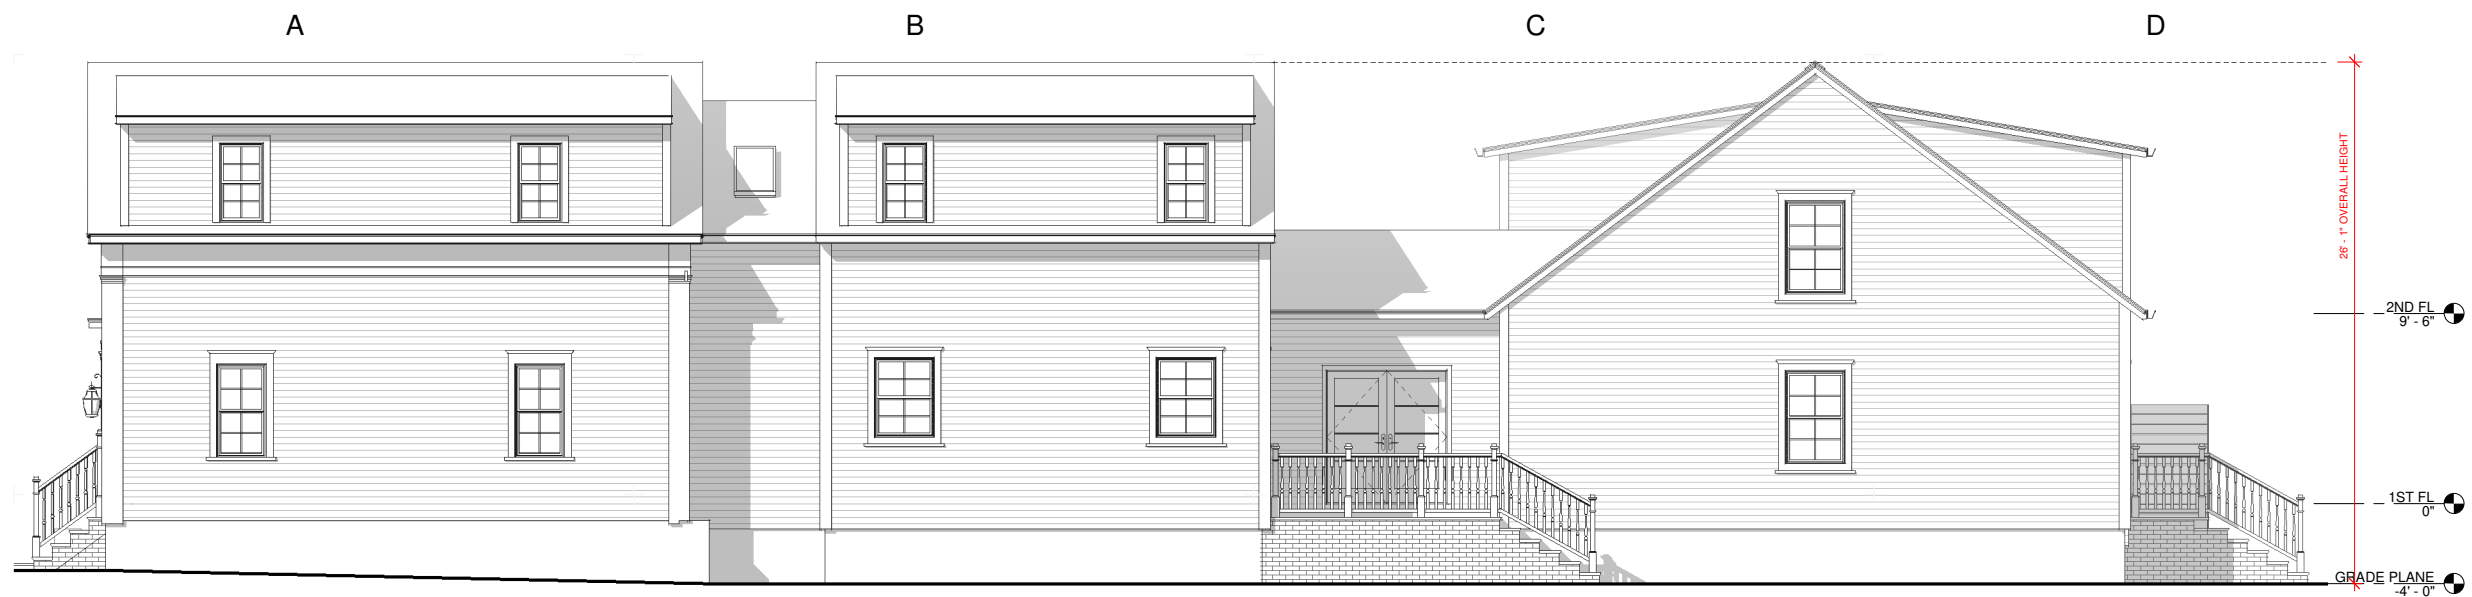 A
B
C
D
26' - 1" OVERALL HEIGHT
2ND FL
9' - 6"
1ST FL
0"
GRADE PLANE
-4' - 0"